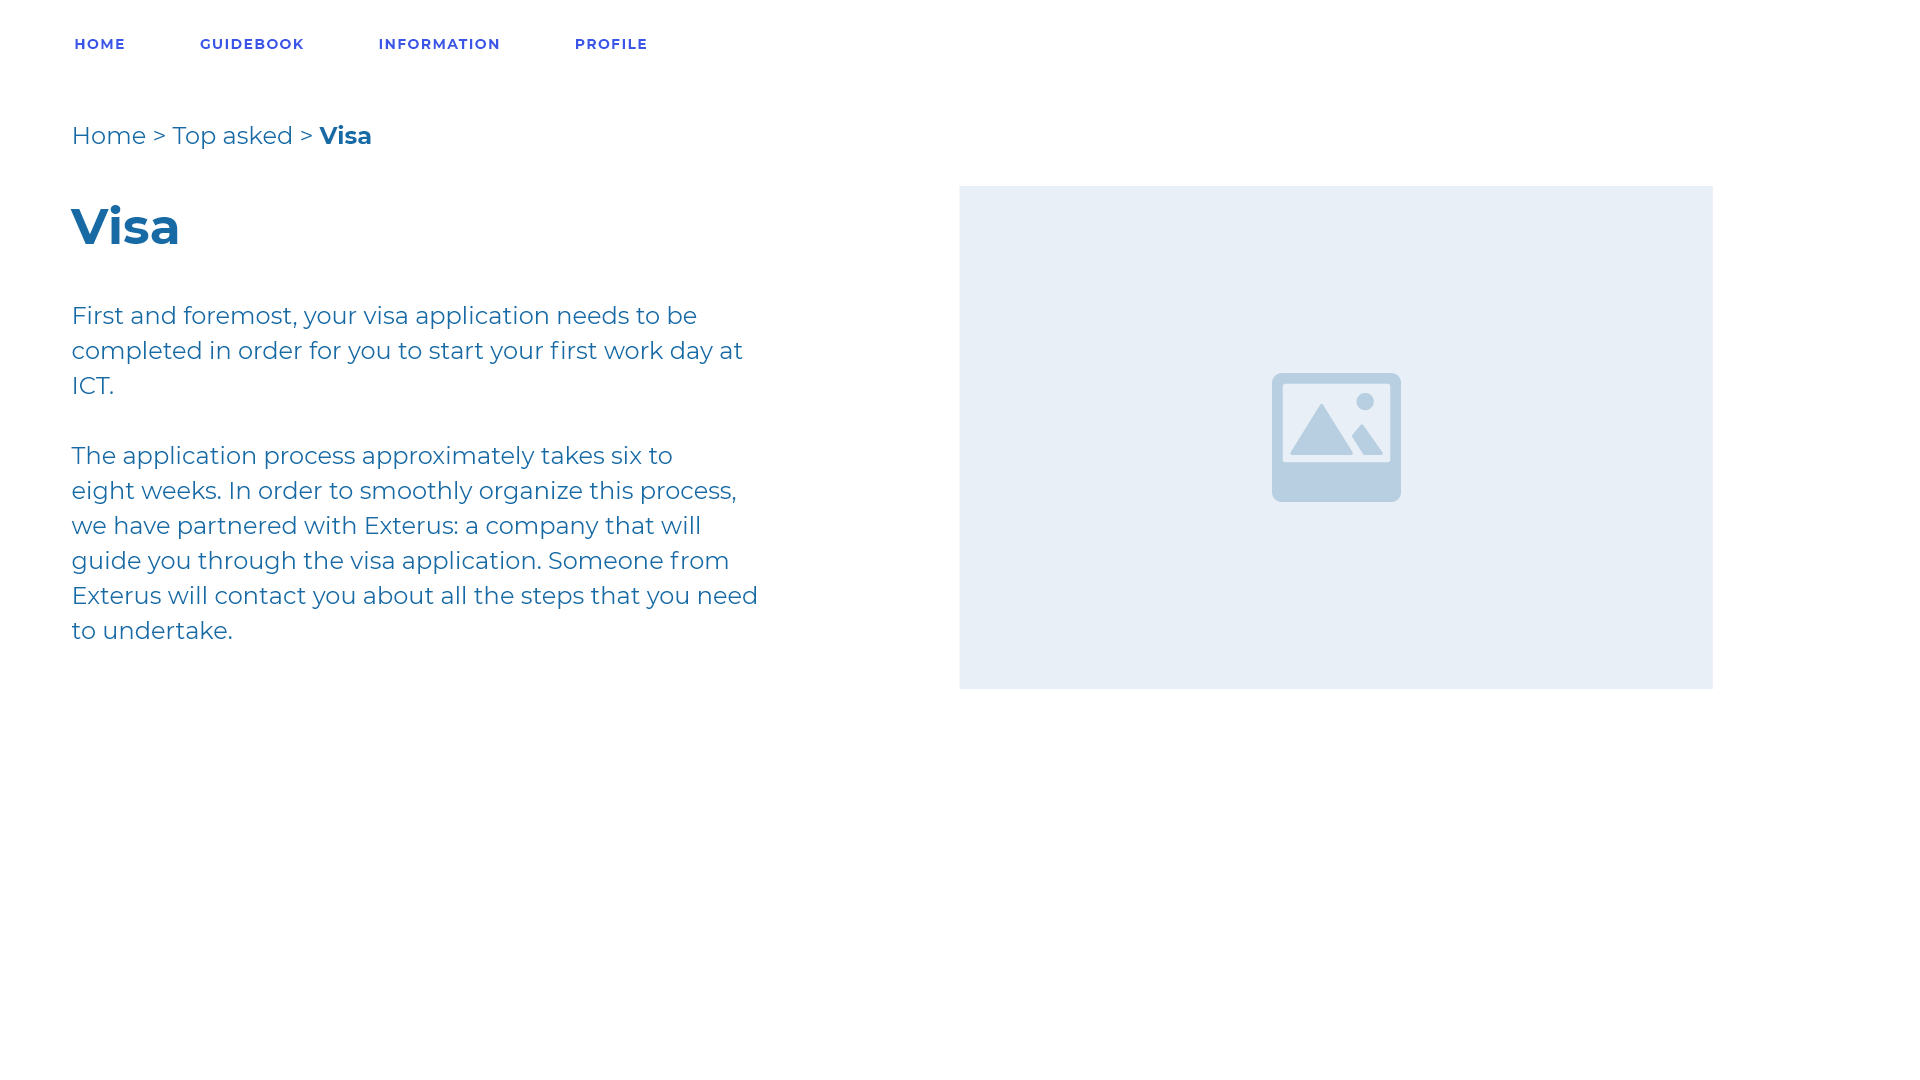 HOME GUIDEBOOK INFORMATION PROFILE
Home > Top asked > Visa
Visa
First and foremost, your visa application needs to be
completed in order for you to start your first work day at
ICT.
The application process approximately takes six to
eight weeks. In order to smoothly organize this process,
we have partnered with Exterus: a company that will
guide you through the visa application. Someone from
Exterus will contact you about all the steps that you need
to undertake.